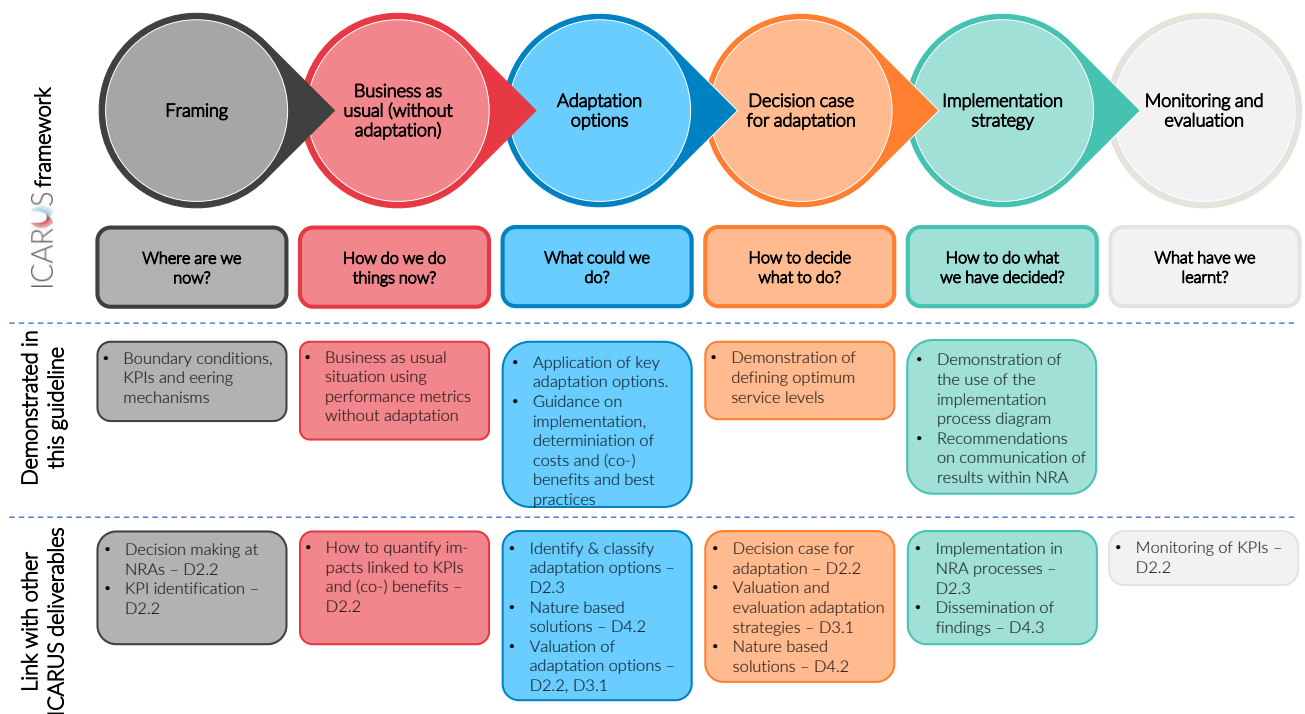 ICARUS framework
Framing
Business as
usual (without
adaptation)
Adaptation
options
Decision case
for adaptation
Implementation
strategy
Monitoring and
evaluation
Where are we
now?
How do we do
things now?
What could we
do?
How to decide
what to do?
How to do what
we have decided?
What have we
learnt?
Demonstrated in
this guideline
• Boundary conditions,
KPIs and eering
mechanisms
• Business as usual
situation using
performance metrics
without adaptation
• Application of key
adaptation options.
• Guidance on
implementation,
determiniation of
costs and (co-)
benefits and best
practices
• Demonstration of
defining optimum
service levels
• Demonstration of
the use of the
implementation
process diagram
• Recommendations
on communication of
results within NRA
Link with other
ICARUS deliverables
• Decision making at
NRAs – D2.2
• KPI identification –
D2.2
• How to quantify im-
pacts linked to KPIs
and (co-) benefits –
D2.2
• Identify & classify
adaptation options –
D2.3
• Nature based
solutions – D4.2
• Valuation of
adaptation options –
D2.2, D3.1
• Decision case for
adaptation – D2.2
• Valuation and
evaluation adaptation
strategies – D3.1
• Nature based
solutions – D4.2
• Implementation in
NRA processes –
D2.3
• Dissemination of
findings – D4.3
• Monitoring of KPIs –
D2.2